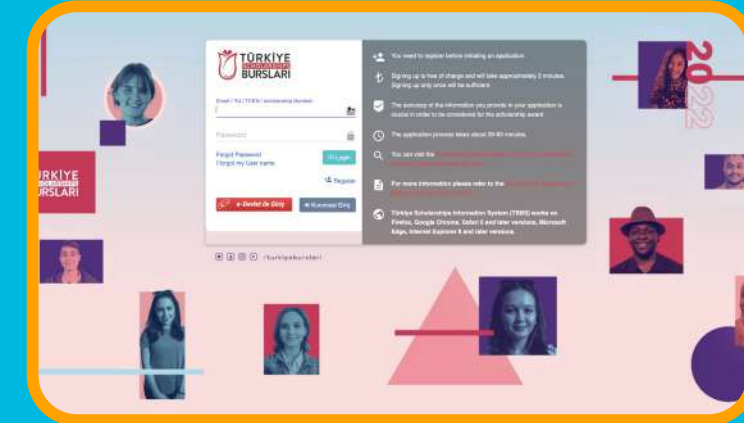 TÜRKİYE
SCHOLARSHIPS
BURSLARI
Email / YU / TCKN / Scholarship Number
Password
Forgot Password
I forgot my User name
Login
Register
e-Devlet ile Giriş
Kurumsal Giriş
You need to register before initiating an application.
Signing up is free of charge and will take approximately 2 minutes.
Signing up only once will be sufficient.
The accuracy of the information you provide in your application is
crucial in order to be considered for the scholarship award
The application process takes about 30-60 minutes.
You can visit the
For more information please refer to the
Türkiye Scholarships Information System (TBBS) works on
Firefox, Google Chrome, Safari 5 and later versions, Microsoft
Edge, Internet Explorer 8 and later versions.
/turkiyeburslari
2022
RKİYE
BURSLARI